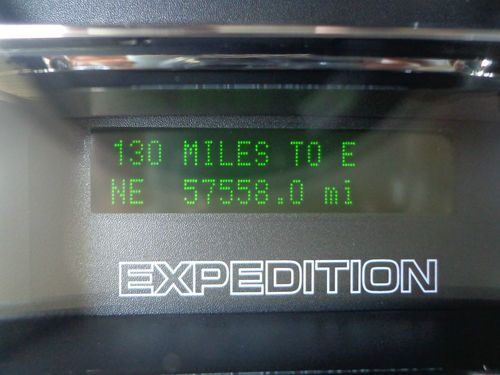 130 MILES TO E
NE 57558.0 mi
EXPEDITION